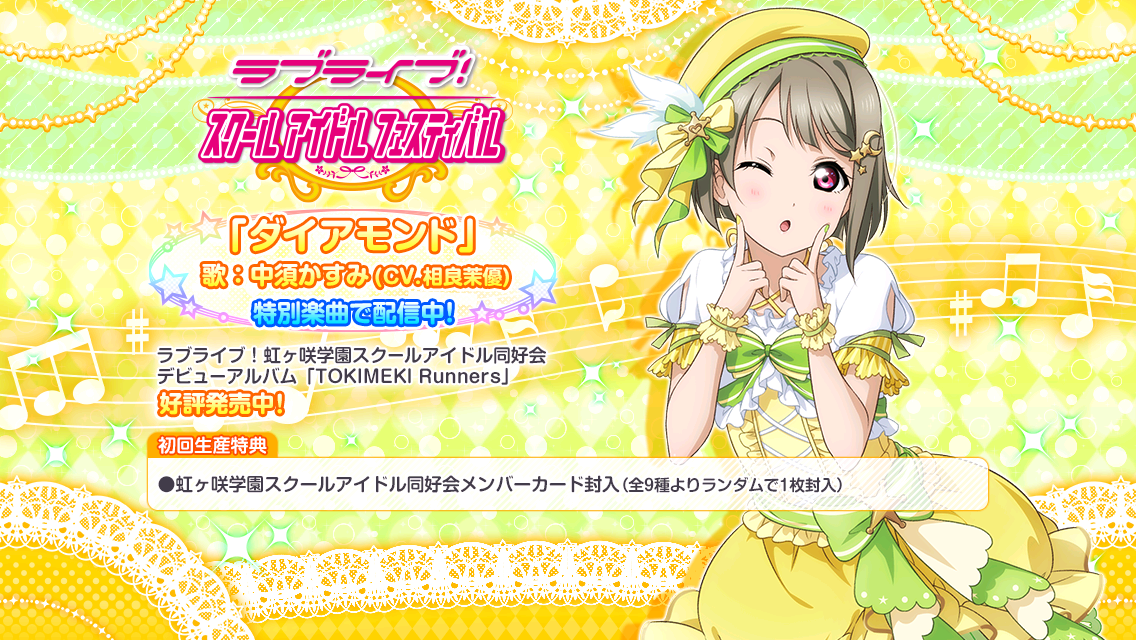 ラブライブ!
スクールアイドルフェスティバル
「ダイアモンド」
歌：中須かすみ(CV.相良茉優)
特別楽曲で配信中!
ラブライブ！虹ヶ咲学園スクールアイドル同好会
デビューアルバム「TOKIMEKI Runners」
好評発売中!
初回生産特典
●虹ヶ咲学園スクールアイドル同好会メンバーカード封入(全9種よりランダムで1枚封入)